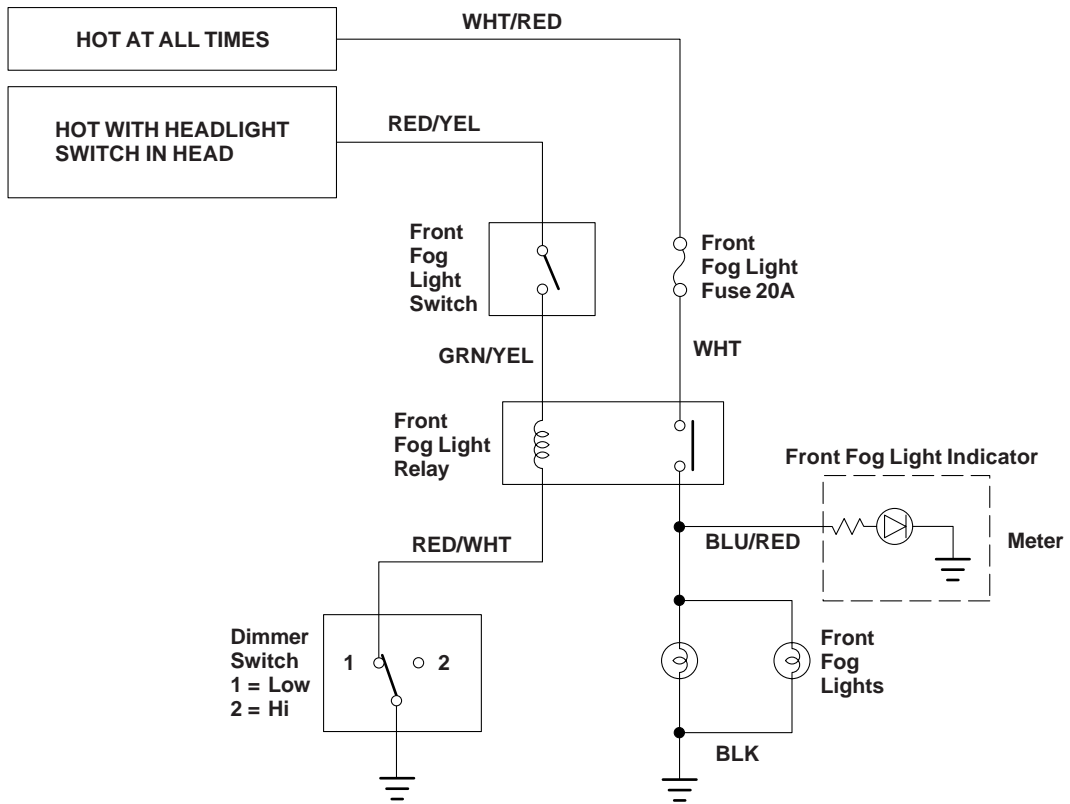 WHT/RED
HOT AT ALL TIMES
HOT WITH HEADLIGHT
SWITCH IN HEAD
RED/YEL
Front
Fog
Light
Switch
Front
Fog Light
Fuse 20A
GRN/YEL
WHT
Front
Fog Light
Relay
Front Fog Light Indicator
RED/WHT
BLU/RED
Meter
Dimmer
Switch
1 = Low
2 = Hi
1
2
Front
Fog
Lights
BLK